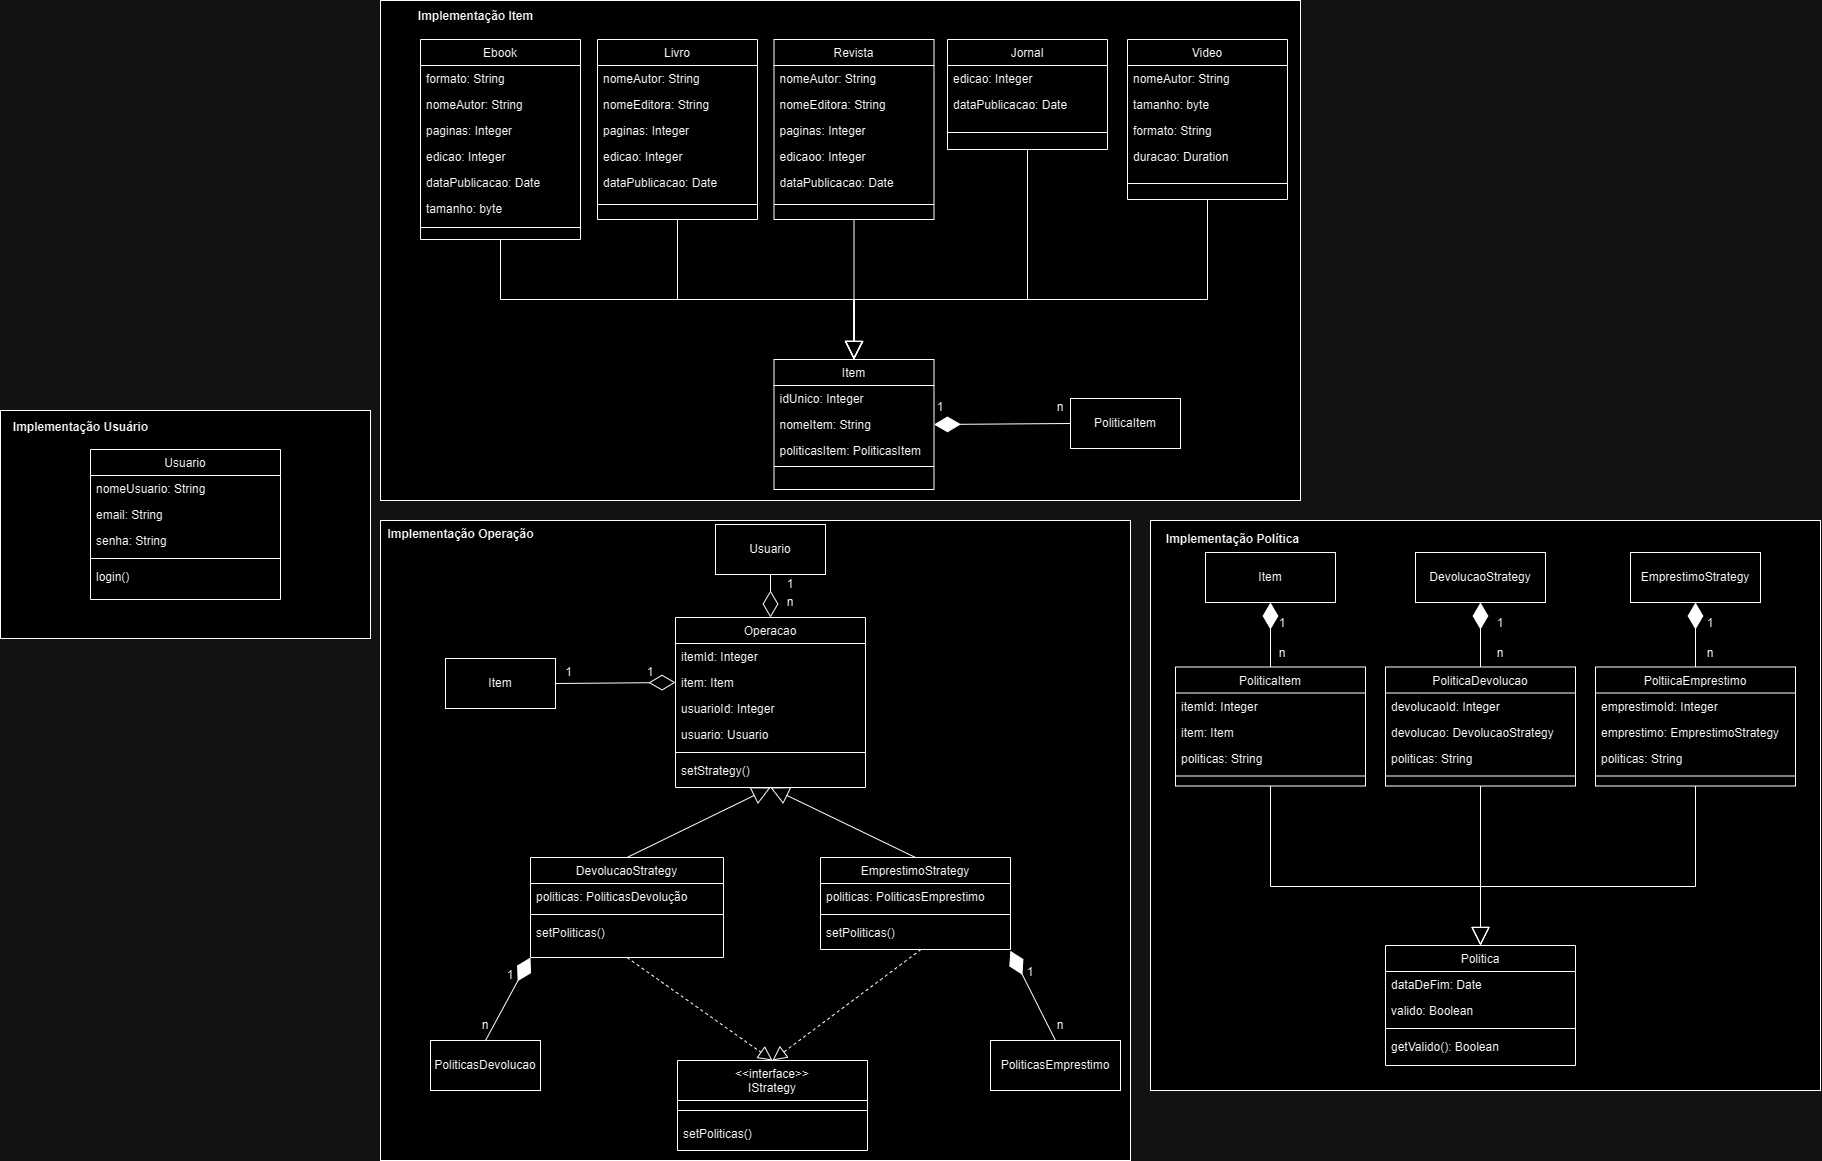 Implementação Item
Ebook
formato: String
nomeAutor: String
paginas: Integer
edicao: Integer
dataPublicacao: Date
tamanho: byte
Livro
nomeAutor: String
nomeEditora: String
paginas: Integer
edicao: Integer
dataPublicacao: Date
Revista
nomeAutor: String
nomeEditora: String
paginas: Integer
edicaoo: Integer
dataPublicacao: Date
Jornal
edicao: Integer
dataPublicacao: Date
Video
nomeAutor: String
tamanho: byte
formato: String
duracao: Duration
Item
idUnico: Integer
nomeItem: String
politicasItem: PoliticasItem
1
n
PoliticaItem
Implementação Usuário
Usuario
nomeUsuario: String
email: String
senha: String
login()
Implementação Operação
Usuario
1
n
Operacao
itemId: Integer
item: Item
usuarioId: Integer
usuario: Usuario
setStrategy()
Item
1
1
DevolucaoStrategy
politicas: PoliticasDevolução
setPoliticas()
EmprestimoStrategy
politicas: PoliticasEmprestimo
setPoliticas()
1
n
PoliticasDevolucao
1
n
PoliticasEmprestimo
<<interface>>
IStrategy
setPoliticas()
Implementação Política
Item
1
n
PoliticaItem
itemId: Integer
item: Item
politicas: String
DevolucaoStrategy
1
n
PoliticaDevolucao
devolucaoId: Integer
devolucao: DevolucaoStrategy
politicas: String
EmprestimoStrategy
1
n
PoltiicaEmprestimo
emprestimoId: Integer
emprestimo: EmprestimoStrategy
politicas: String
Politica
dataDeFim: Date
valido: Boolean
getValido(): Boolean